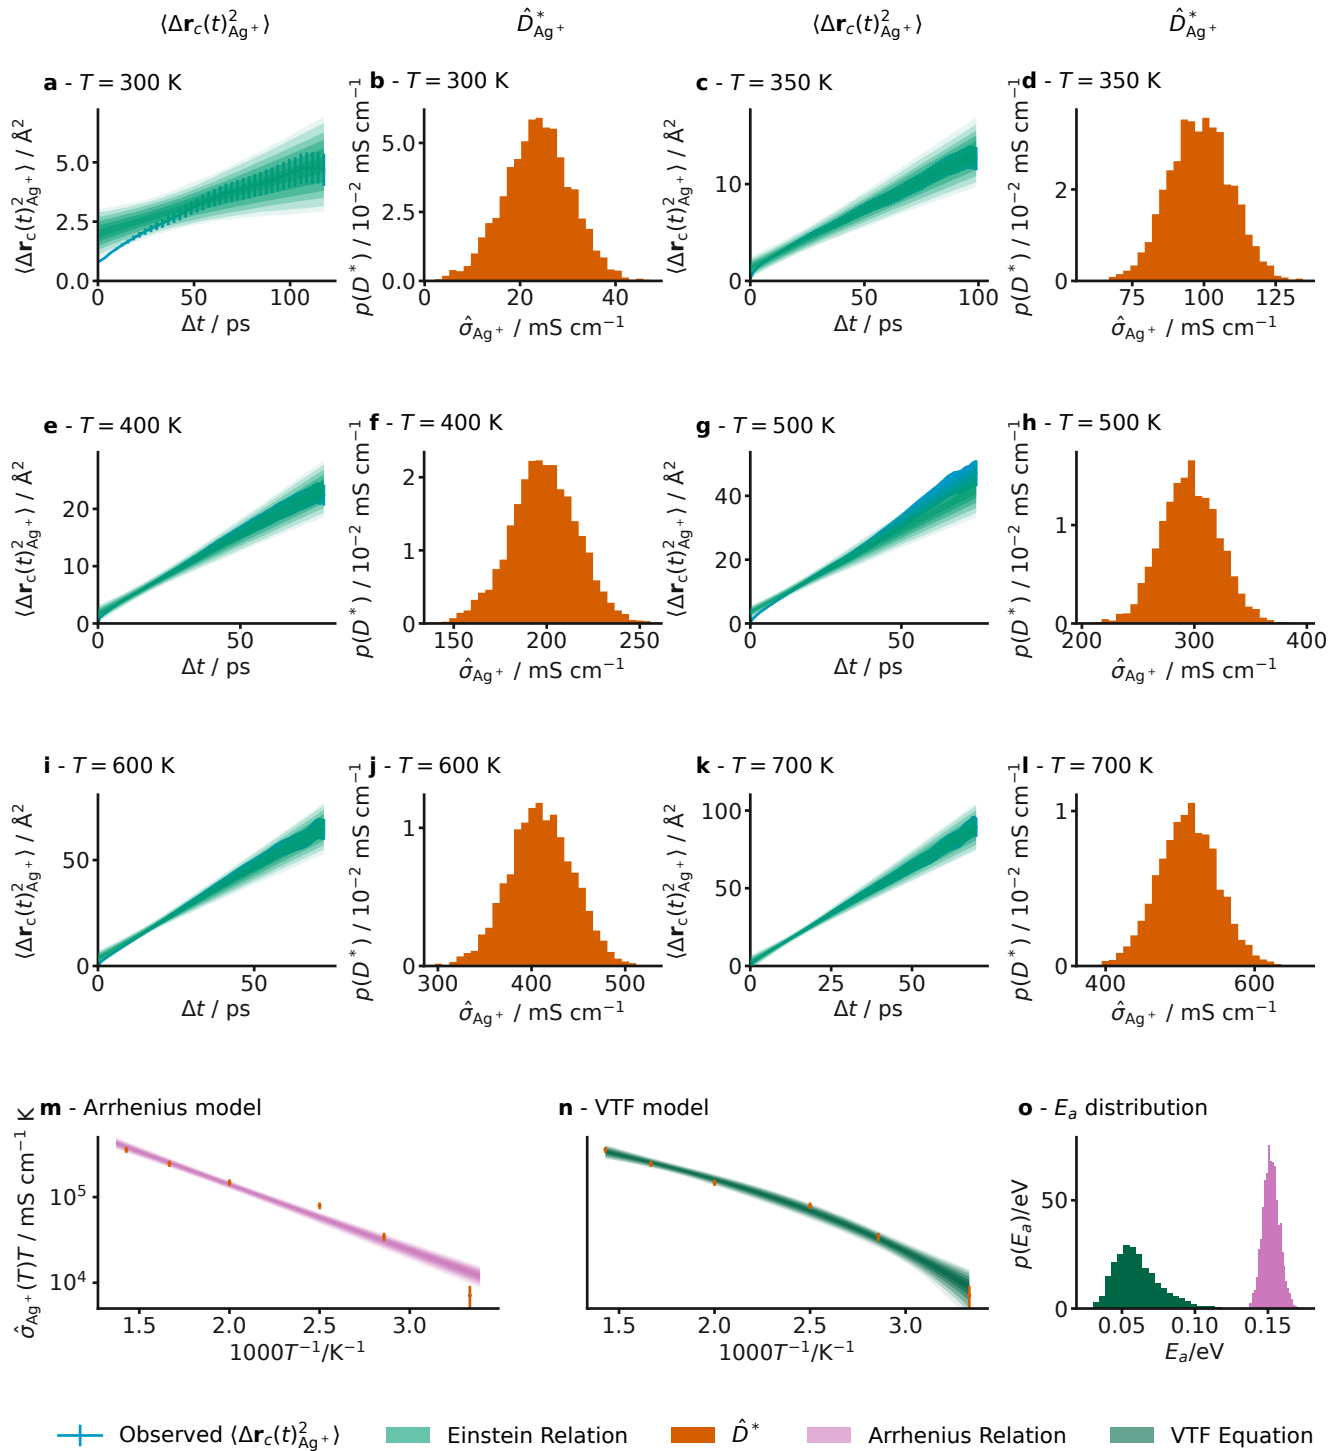 ⟨Δr_c(t)²_Ag⁺⟩
D̂*_Ag⁺
⟨Δr_c(t)²_Ag⁺⟩
D̂*_Ag⁺
a - T = 300 K
⟨Δr_c(t)²_Ag⁺⟩ / Å²
0.0
2.5
5.0
0
50
100
Δt / ps
b - T = 300 K
p(D*) / 10⁻² mS cm⁻¹
0.0
2.5
5.0
0
20
40
σ̂_Ag⁺ / mS cm⁻¹
c - T = 350 K
⟨Δr_c(t)²_Ag⁺⟩ / Å²
0
10
0
50
100
Δt / ps
d - T = 350 K
p(D*) / 10⁻² mS cm⁻¹
0
2
75
100
125
σ̂_Ag⁺ / mS cm⁻¹
e - T = 400 K
⟨Δr_c(t)²_Ag⁺⟩ / Å²
0
10
20
0
50
Δt / ps
f - T = 400 K
p(D*) / 10⁻² mS cm⁻¹
0
1
2
150
200
250
σ̂_Ag⁺ / mS cm⁻¹
g - T = 500 K
⟨Δr_c(t)²_Ag⁺⟩ / Å²
0
20
40
0
50
Δt / ps
h - T = 500 K
p(D*) / 10⁻² mS cm⁻¹
0
1
200
300
400
σ̂_Ag⁺ / mS cm⁻¹
i - T = 600 K
⟨Δr_c(t)²_Ag⁺⟩ / Å²
0
50
0
50
Δt / ps
j - T = 600 K
p(D*) / 10⁻² mS cm⁻¹
0
1
300
400
500
σ̂_Ag⁺ / mS cm⁻¹
k - T = 700 K
⟨Δr_c(t)²_Ag⁺⟩ / Å²
0
50
100
0
25
50
Δt / ps
l - T = 700 K
p(D*) / 10⁻² mS cm⁻¹
0
1
400
600
σ̂_Ag⁺ / mS cm⁻¹
m - Arrhenius model
σ̂_Ag⁺(T)T / mS cm⁻¹ K
10⁴
10⁵
1.5
2.0
2.5
3.0
1000T⁻¹/K⁻¹
n - VTF model
1.5
2.0
2.5
3.0
1000T⁻¹/K⁻¹
o - E_a distribution
p(E_a)/eV
0
50
0.05
0.10
0.15
E_a/eV
Observed ⟨Δr_c(t)²_Ag⁺⟩
Einstein Relation
D̂*
Arrhenius Relation
VTF Equation